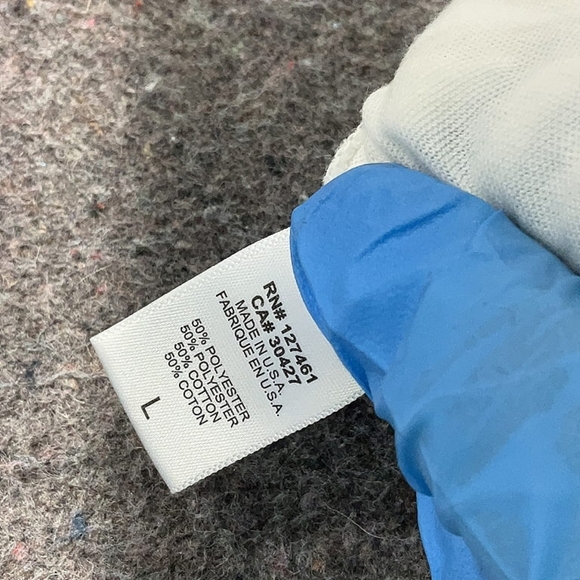 RN# 127461
CA# 30427
MADE IN U.S.A.
FABRIQUE EN U.S.A.
50% POLYESTER
50% POLYESTER
50% COTTON
50% COTON
L